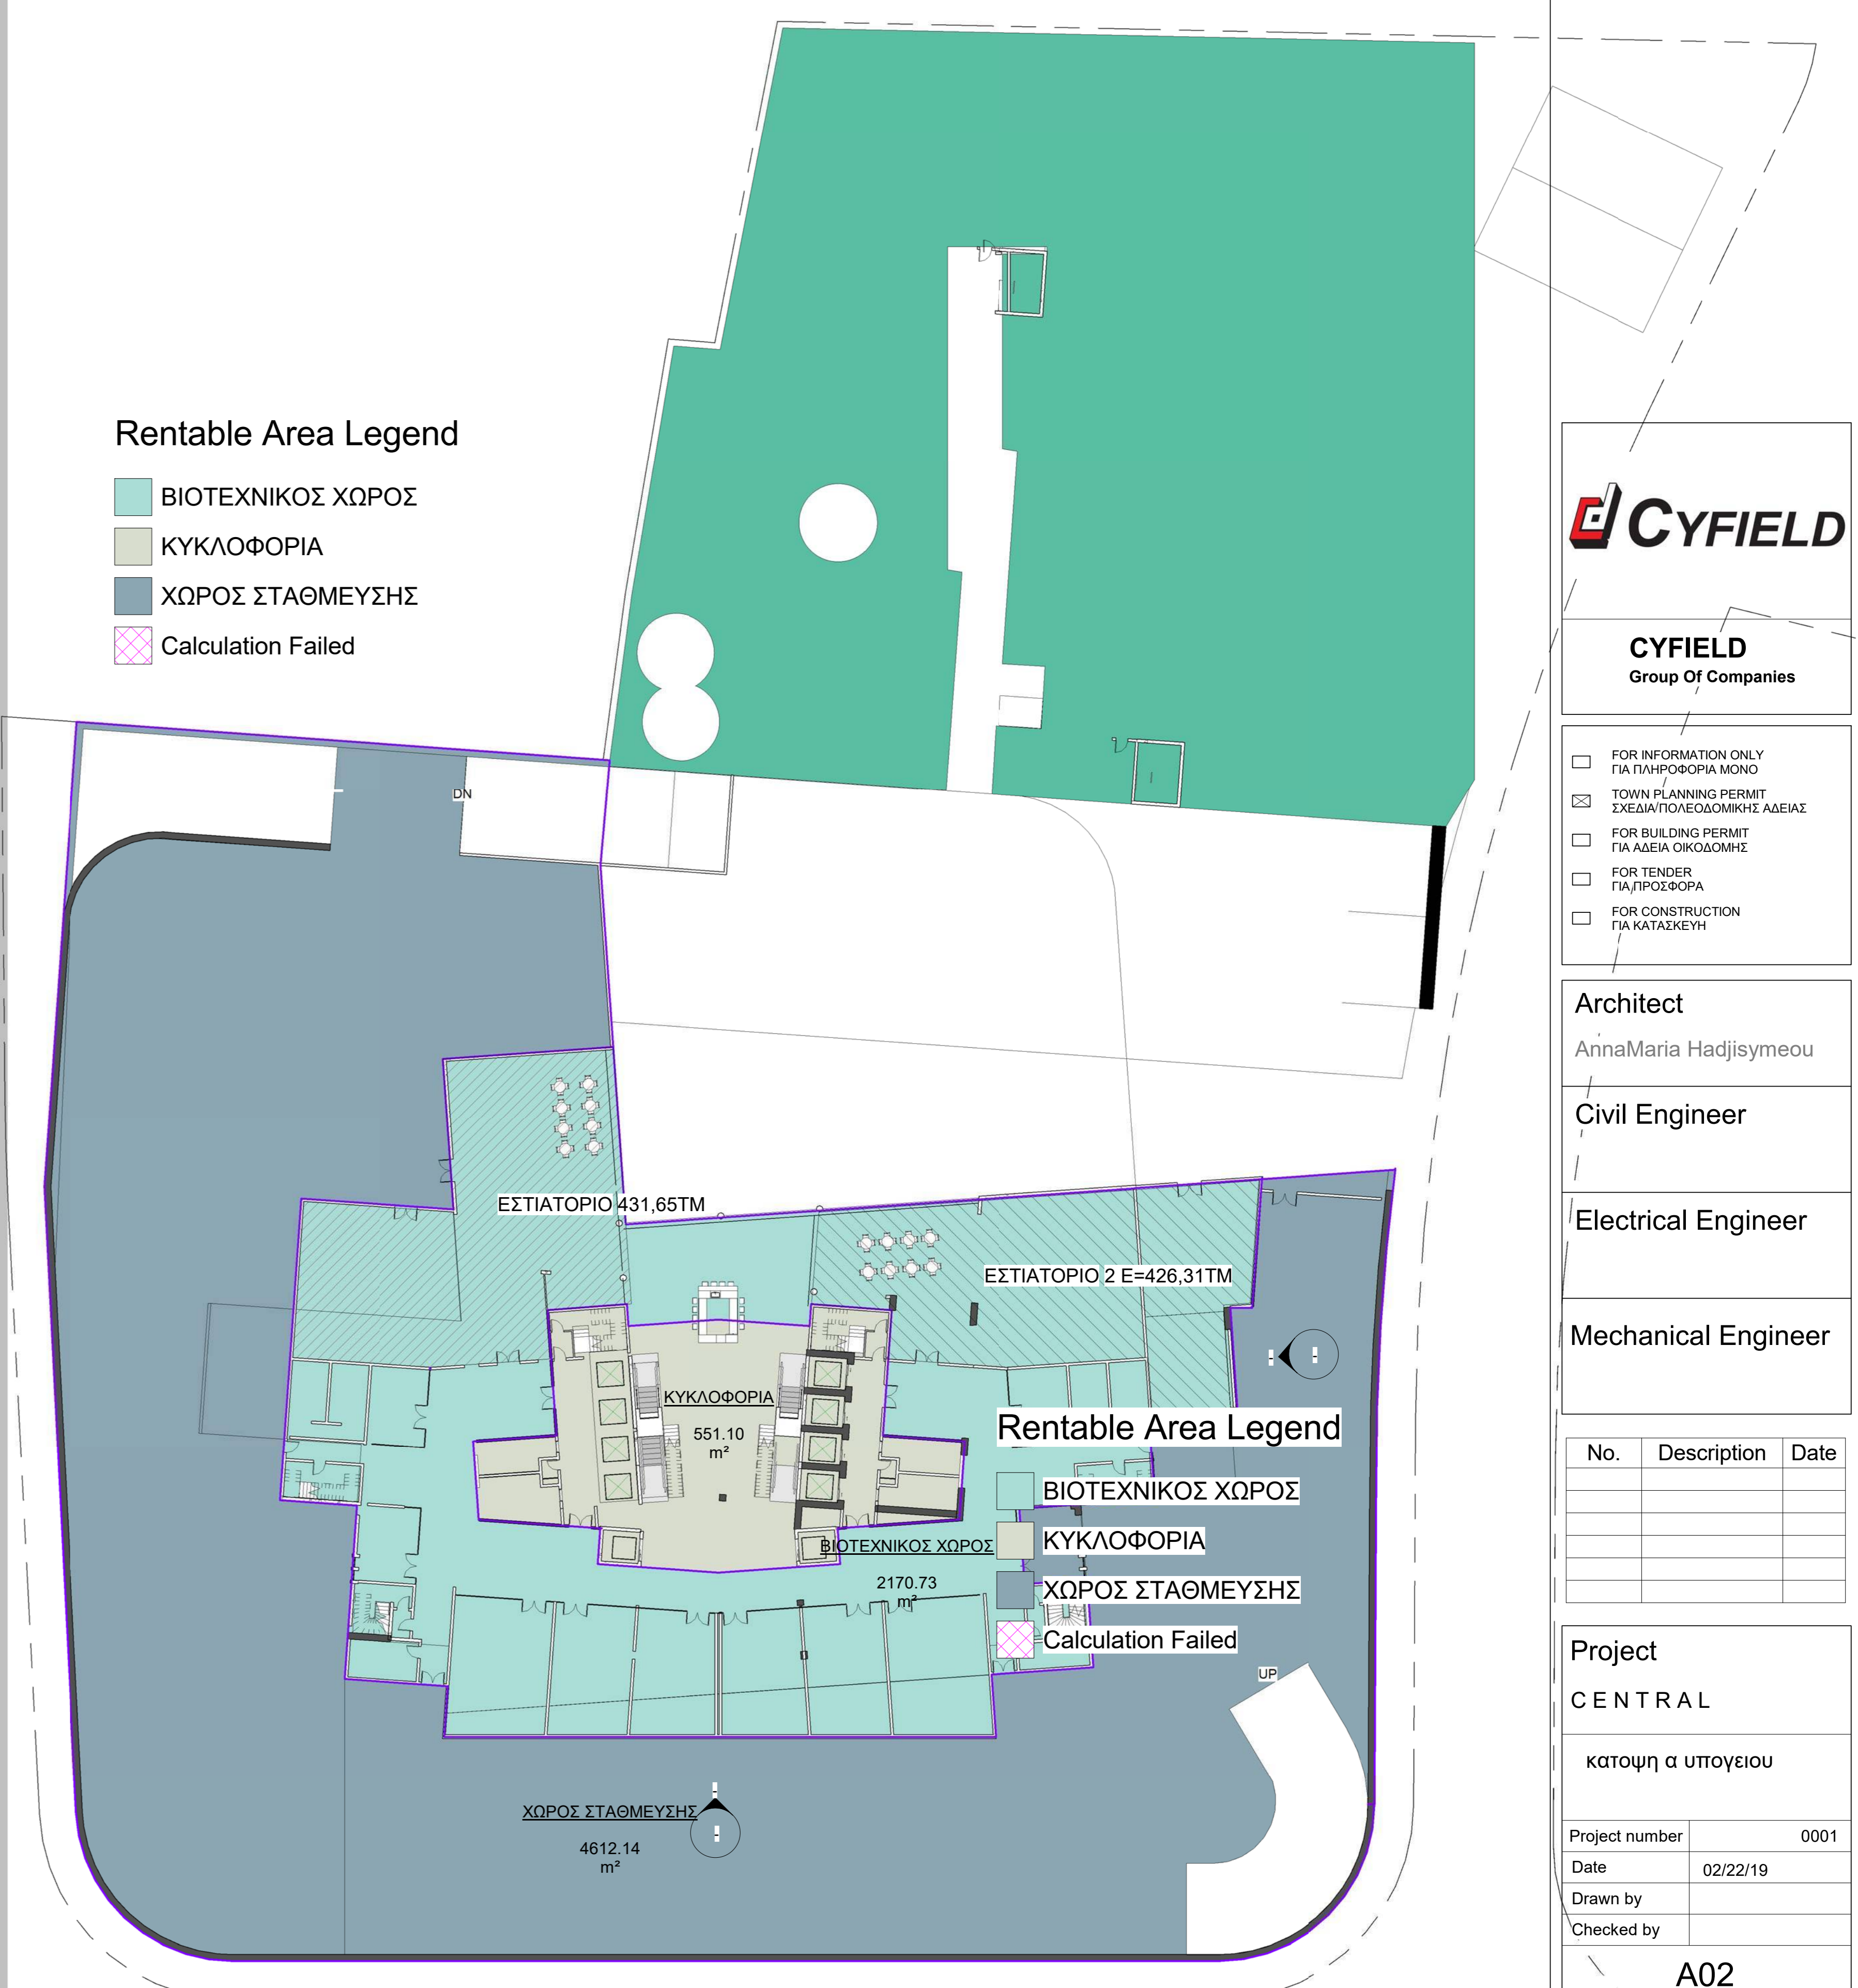 Rentable Area Legend
ΒΙΟΤΕΧΝΙΚΟΣ ΧΩΡΟΣ
ΚΥΚΛΟΦΟΡΙΑ
ΧΩΡΟΣ ΣΤΑΘΜΕΥΣΗΣ
Calculation Failed
DN
ΕΣΤΙΑΤΟΡΙΟ 431,65ΤΜ
ΕΣΤΙΑΤΟΡΙΟ 2 Ε=426,31ΤΜ
ΚΥΚΛΟΦΟΡΙΑ
551.10
m²
Rentable Area Legend
ΒΙΟΤΕΧΝΙΚΟΣ ΧΩΡΟΣ
ΚΥΚΛΟΦΟΡΙΑ
ΧΩΡΟΣ ΣΤΑΘΜΕΥΣΗΣ
Calculation Failed
ΒΙΟΤΕΧΝΙΚΟΣ ΧΩΡΟΣ
2170.73
m²
UP
ΧΩΡΟΣ ΣΤΑΘΜΕΥΣΗΣ
4612.14
m²
CYFIELD
CYFIELD
Group Of Companies
FOR INFORMATION ONLY
ΓΙΑ ΠΛΗΡΟΦΟΡΙΑ ΜΟΝΟ
TOWN PLANNING PERMIT
ΣΧΕΔΙΑ ΠΟΛΕΟΔΟΜΙΚΗΣ ΑΔΕΙΑΣ
FOR BUILDING PERMIT
ΓΙΑ ΑΔΕΙΑ ΟΙΚΟΔΟΜΗΣ
FOR TENDER
ΓΙΑ ΠΡΟΣΦΟΡΑ
FOR CONSTRUCTION
ΓΙΑ ΚΑΤΑΣΚΕΥΗ
Architect
AnnaMaria Hadjisymeou
Civil Engineer
Electrical Engineer
Mechanical Engineer
No. Description Date
Project
C E N T R A L
κατοψη α υπογειου
Project number 0001
Date 02/22/19
Drawn by
Checked by
A02